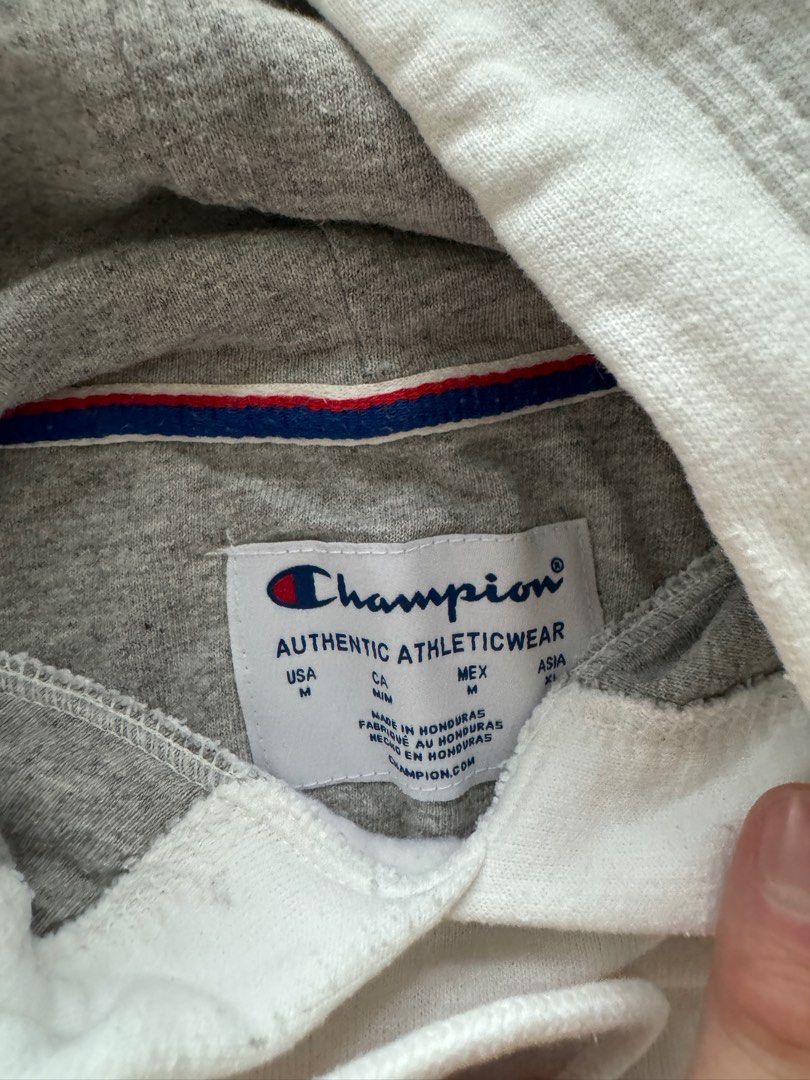 Champion®
AUTHENTIC ATHLETICWEAR
USA CA MEX ASIA
M M/M M XL
MADE IN HONDURAS
FABRIQUÉ AU HONDURAS
HECHO EN HONDURAS
CHAMPION.COM